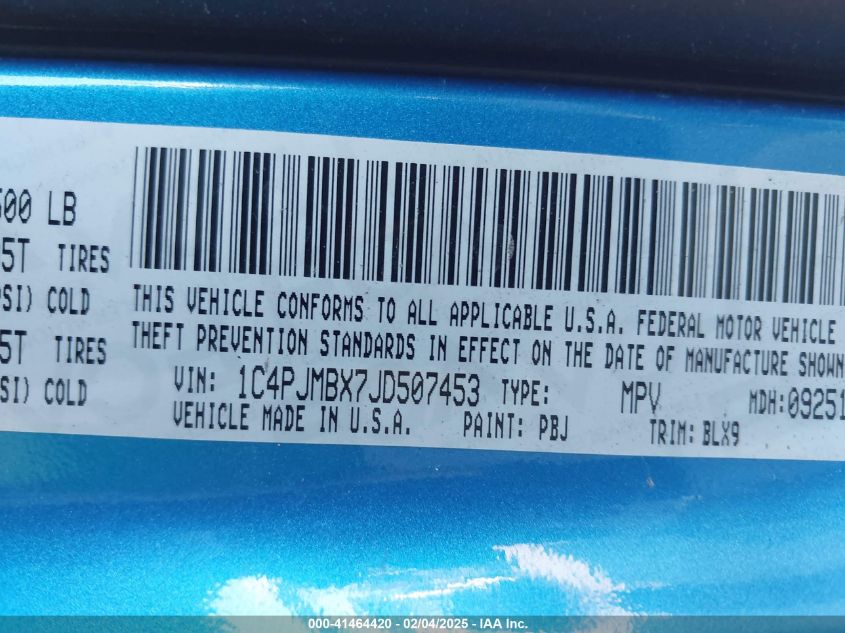 500 LB
5T TIRES
PSI) COLD
5T TIRES
SI) COLD
THIS VEHICLE CONFORMS TO ALL APPLICABLE U.S.A. FEDERAL MOTOR VEHICLE
THEFT PREVENTION STANDARDS IN EFFECT ON THE DATE OF MANUFACTURE SHOWN
VIN: 1C4PJMBX7JD507453 TYPE: MPV MDH:09251
VEHICLE MADE IN U.S.A. PAINT: PBJ TRIM: BLX9
000-41464420 - 02/04/2025 - IAA Inc.